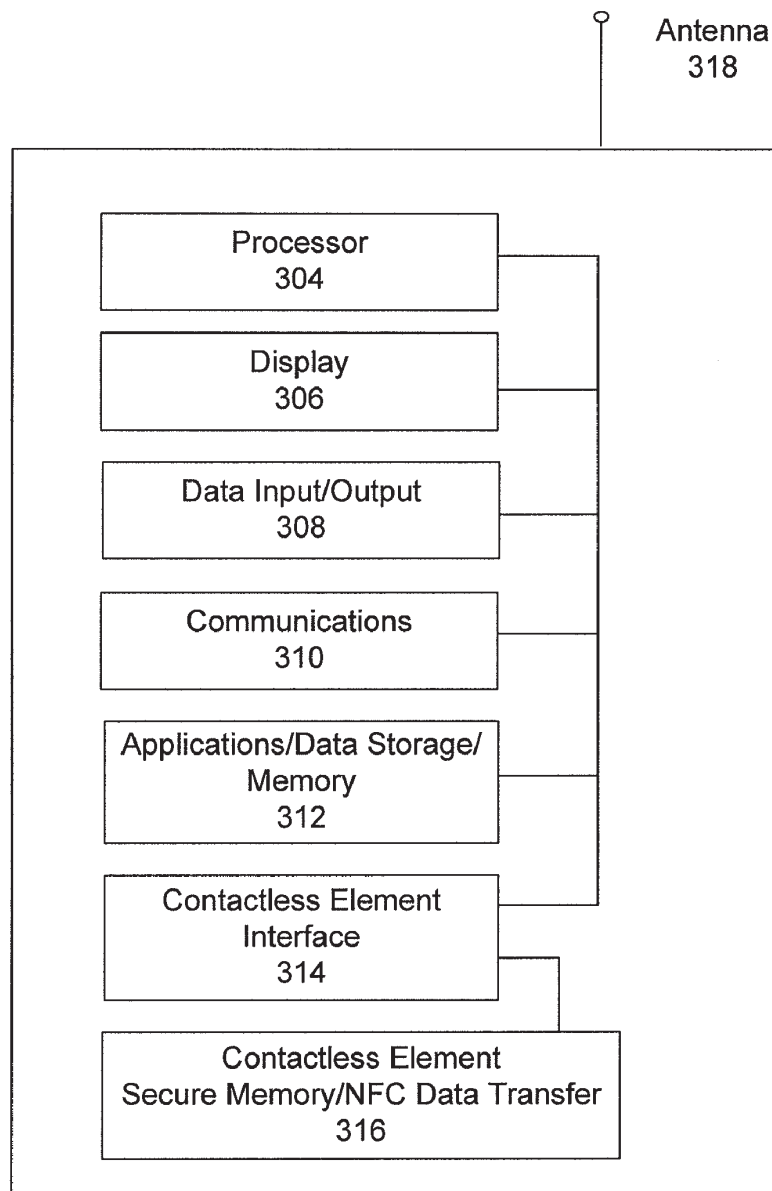 Antenna
318
Processor
304
Display
306
Data Input/Output
308
Communications
310
Applications/Data Storage/
Memory
312
Contactless Element
Interface
314
Contactless Element
Secure Memory/NFC Data Transfer
316